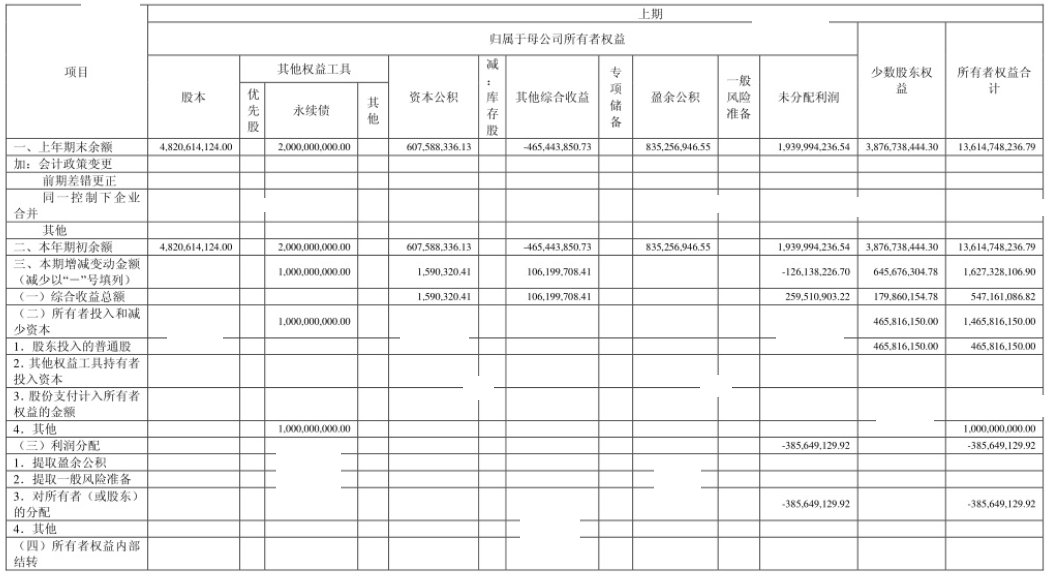 上期
归属于母公司所有者权益
项目
其他权益工具
减：库存股
专项储备
一般风险准备
少数股东权益
所有者权益合计
股本
优先股
永续债
其他
资本公积
其他综合收益
盈余公积
未分配利润
一、上年期末余额 4,820,614,124.00 2,000,000,000.00 607,588,336.13 -465,443,850.73 835,256,946.55 1,939,994,236.54 3,876,738,444.30 13,614,748,236.79
加：会计政策变更
前期差错更正
同一控制下企业
合并
其他
二、本年期初余额 4,820,614,124.00 2,000,000,000.00 607,588,336.13 -465,443,850.73 835,256,946.55 1,939,994,236.54 3,876,738,444.30 13,614,748,236.79
三、本期增减变动金额
（减少以“－”号填列） 1,000,000,000.00 1,590,320.41 106,199,708.41 -126,138,226.70 645,676,304.78 1,627,328,106.90
（一）综合收益总额 1,590,320.41 106,199,708.41 259,510,903.22 179,860,154.78 547,161,086.82
（二）所有者投入和减
少资本 1,000,000,000.00 465,816,150.00 1,465,816,150.00
1．股东投入的普通股 465,816,150.00 465,816,150.00
2．其他权益工具持有者
投入资本
3．股份支付计入所有者
权益的金额
4．其他 1,000,000,000.00 1,000,000,000.00
（三）利润分配 -385,649,129.92 -385,649,129.92
1．提取盈余公积
2．提取一般风险准备
3．对所有者（或股东）
的分配 -385,649,129.92 -385,649,129.92
4．其他
（四）所有者权益内部
结转